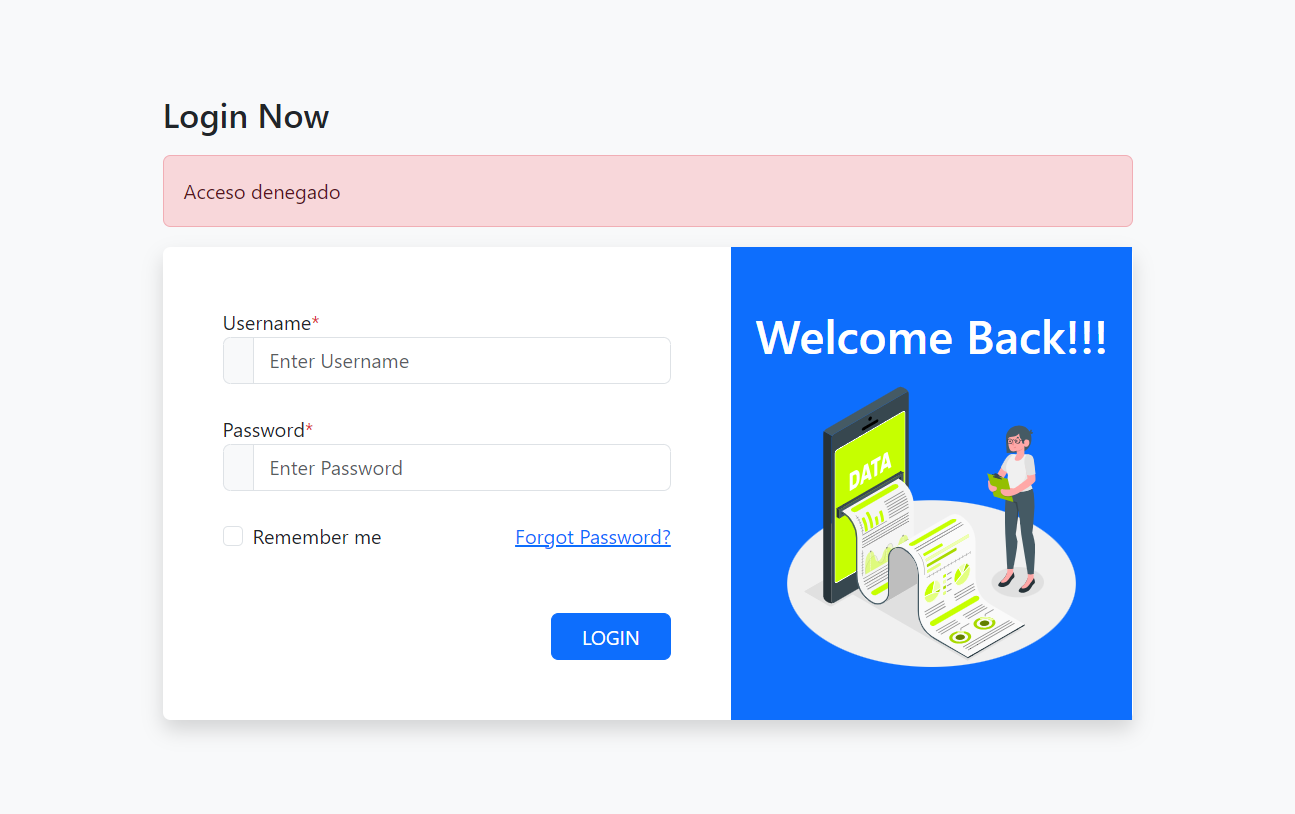 Login Now
Acceso denegado
Username*
Enter Username
Password*
Enter Password
Remember me
Forgot Password?
LOGIN
Welcome Back!!!
DATA